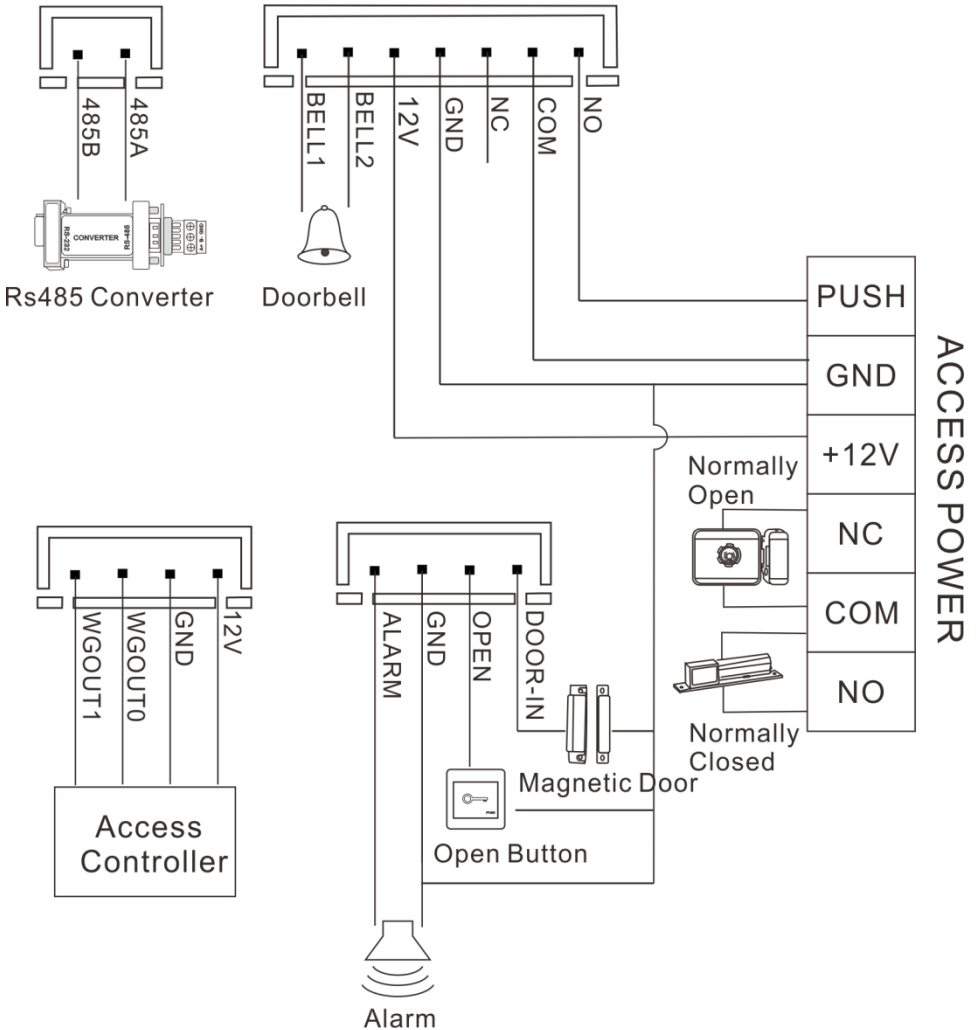 485B
485A
RS-232
CONVERTER
RS-485
Rs485 Converter
BELL1
BELL2
12V
GND
NC
COM
NO
Doorbell
PUSH
GND
+12V
NC
COM
NO
ACCESS POWER
Normally
Open
Normally
Closed
WGOUT1
WGOUT0
GND
12V
Access
Controller
ALARM
GND
OPEN
DOOR-IN
Magnetic Door
Open Button
Alarm